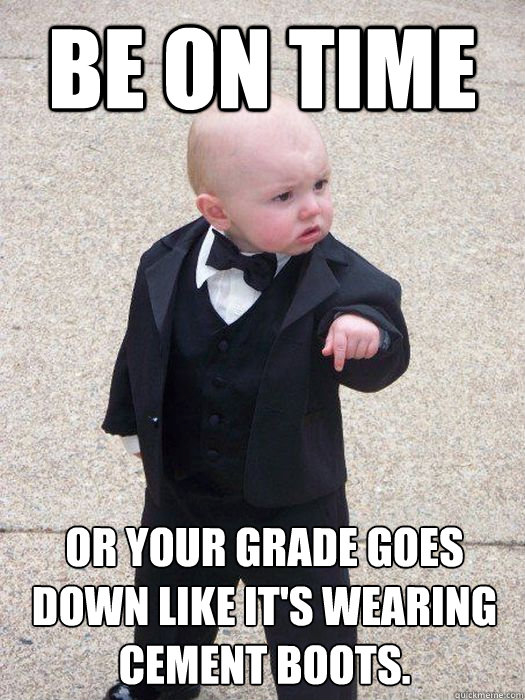 BE ON TIME
OR YOUR GRADE GOES
DOWN LIKE IT'S WEARING
CEMENT BOOTS.
quickmeme.com